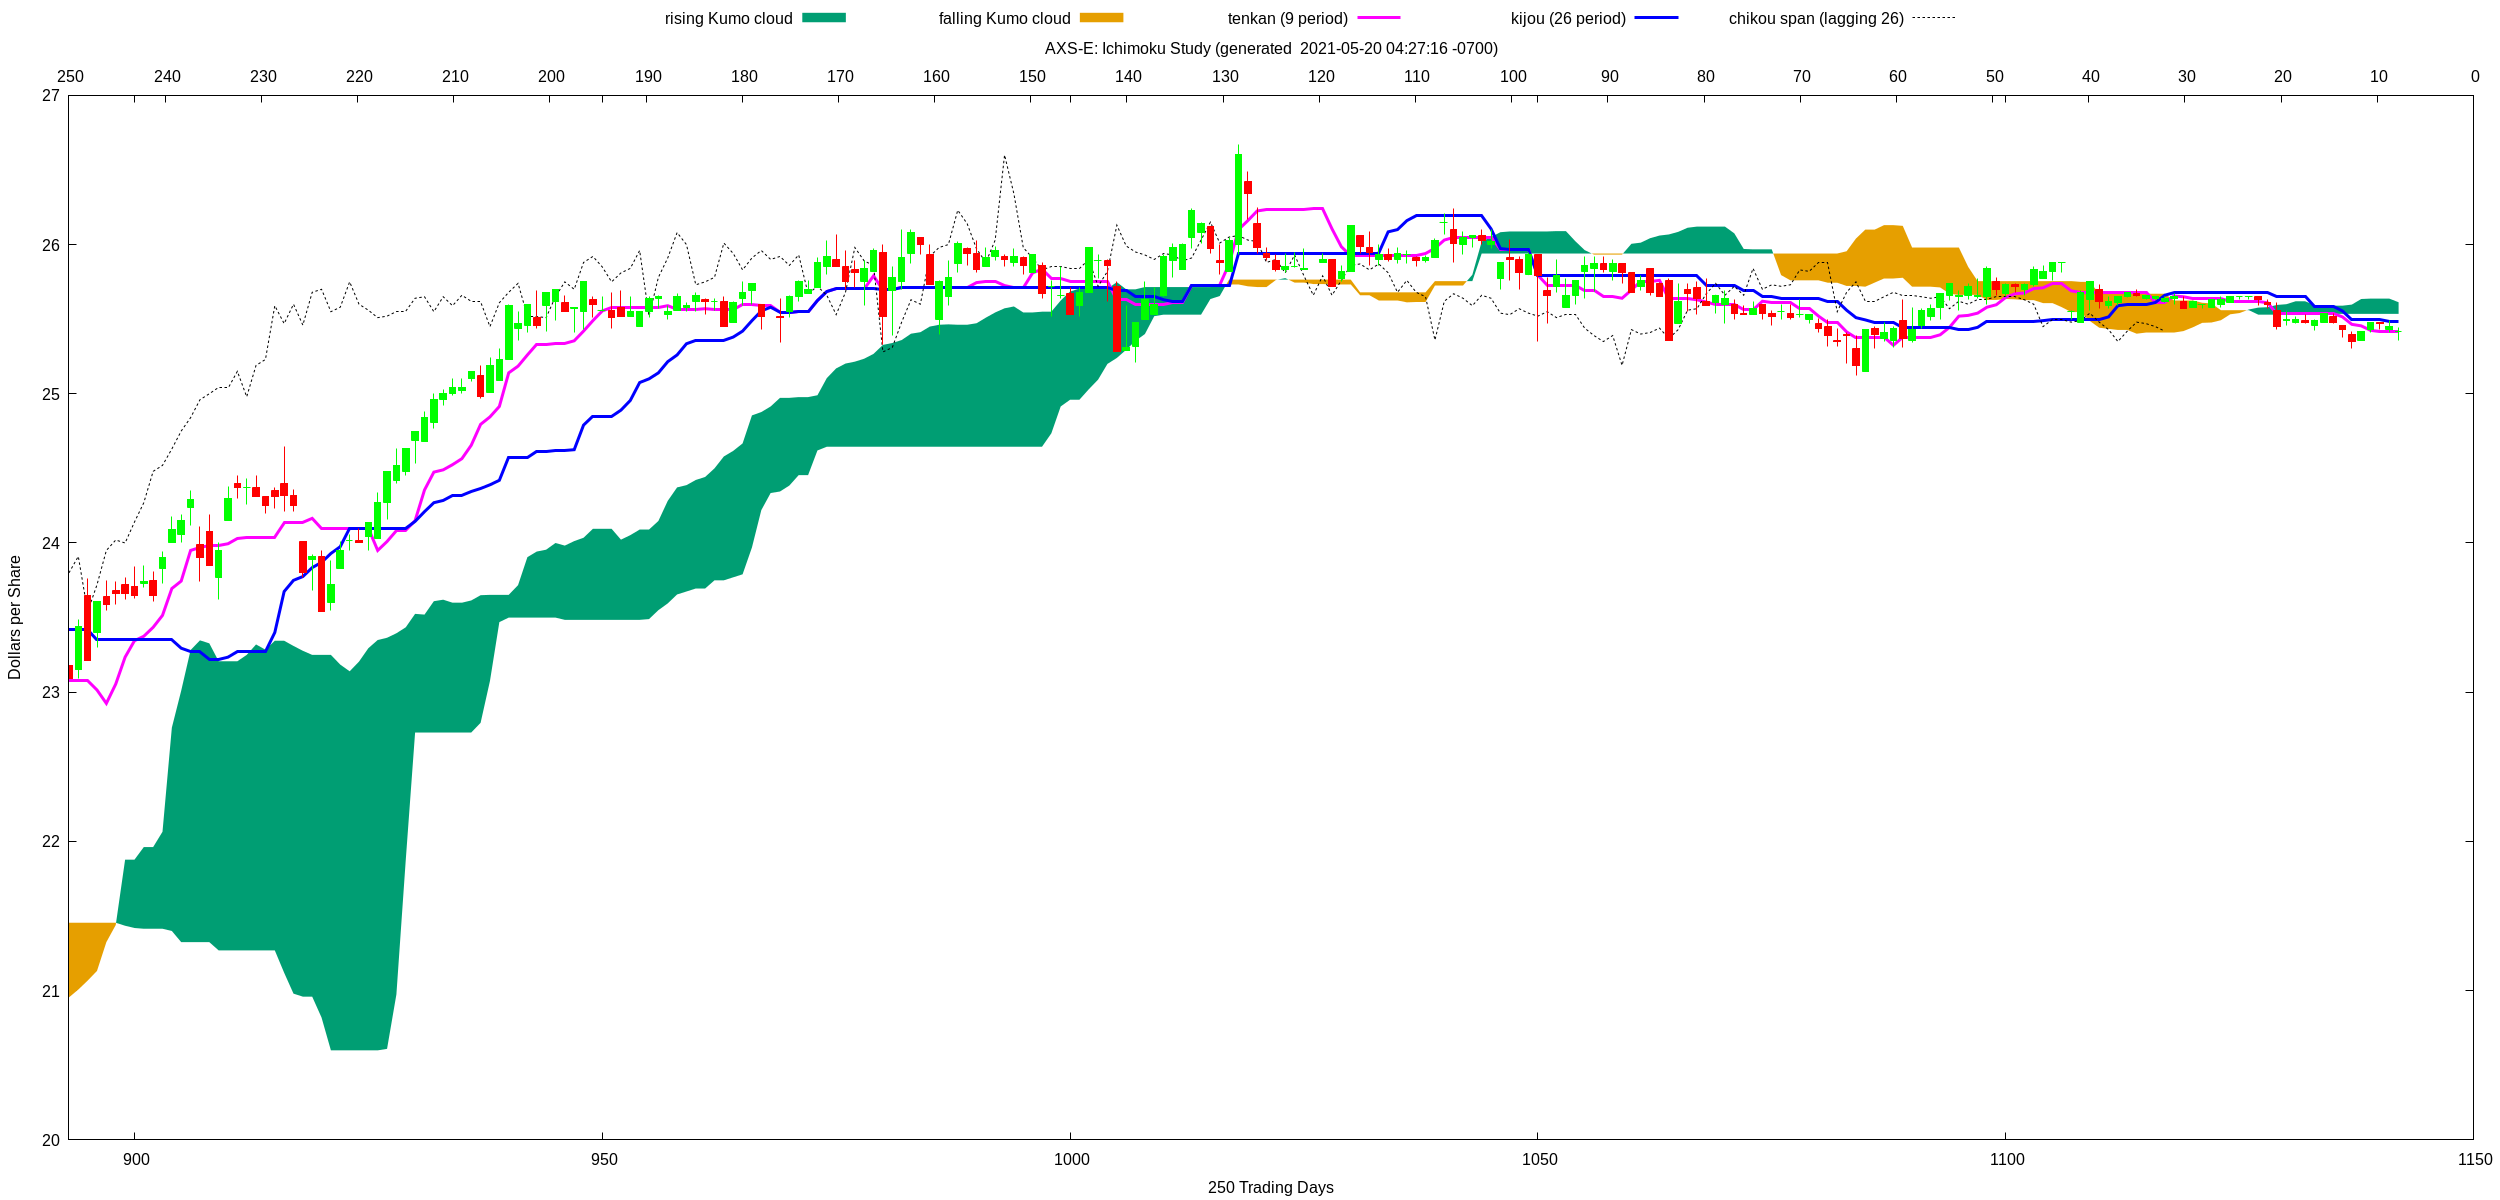 rising Kumo cloud falling Kumo cloud tenkan (9 period) kijou (26 period) chikou span (lagging 26)
AXS-E: Ichimoku Study (generated  2021-05-20 04:27:16 -0700)
250 240 230 220 210 200 190 180 170 160 150 140 130 120 110 100 90 80 70 60 50 40 30 20 10 0
27
26
25
24
23
22
21
20
Dollars per Share
900 950 1000 1050 1100 1150
250 Trading Days